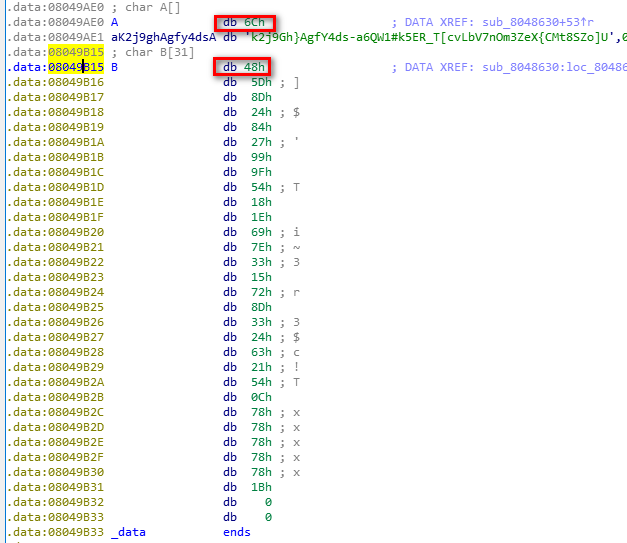 .data:08049AE0 ; char A[]
.data:08049AE0 A db 6Ch ; DATA XREF: sub_8048630+53↑r
.data:08049AE1 aK2j9ghAgfy4dsA db 'k2j9Gh}AgfY4ds-a6QW1#k5ER_T[cvLbV7nOm3ZeX{CMt8SZo]U',0
.data:08049B15 ; char B[31]
.data:08049B15 B db 48h ; DATA XREF: sub_8048630:loc_8048
.data:08049B16 db 5Dh ; ]
.data:08049B17 db 8Dh
.data:08049B18 db 24h ; $
.data:08049B19 db 84h
.data:08049B1A db 27h ; '
.data:08049B1B db 99h
.data:08049B1C db 9Fh
.data:08049B1D db 54h ; T
.data:08049B1E db 18h
.data:08049B1F db 1Eh
.data:08049B20 db 69h ; i
.data:08049B21 db 7Eh ; ~
.data:08049B22 db 33h ; 3
.data:08049B23 db 15h
.data:08049B24 db 72h ; r
.data:08049B25 db 8Dh
.data:08049B26 db 33h ; 3
.data:08049B27 db 24h ; $
.data:08049B28 db 63h ; c
.data:08049B29 db 21h ; !
.data:08049B2A db 54h ; T
.data:08049B2B db 0Ch
.data:08049B2C db 78h ; x
.data:08049B2D db 78h ; x
.data:08049B2E db 78h ; x
.data:08049B2F db 78h ; x
.data:08049B30 db 78h ; x
.data:08049B31 db 1Bh
.data:08049B32 db 0
.data:08049B33 db 0
.data:08049B33 _data ends